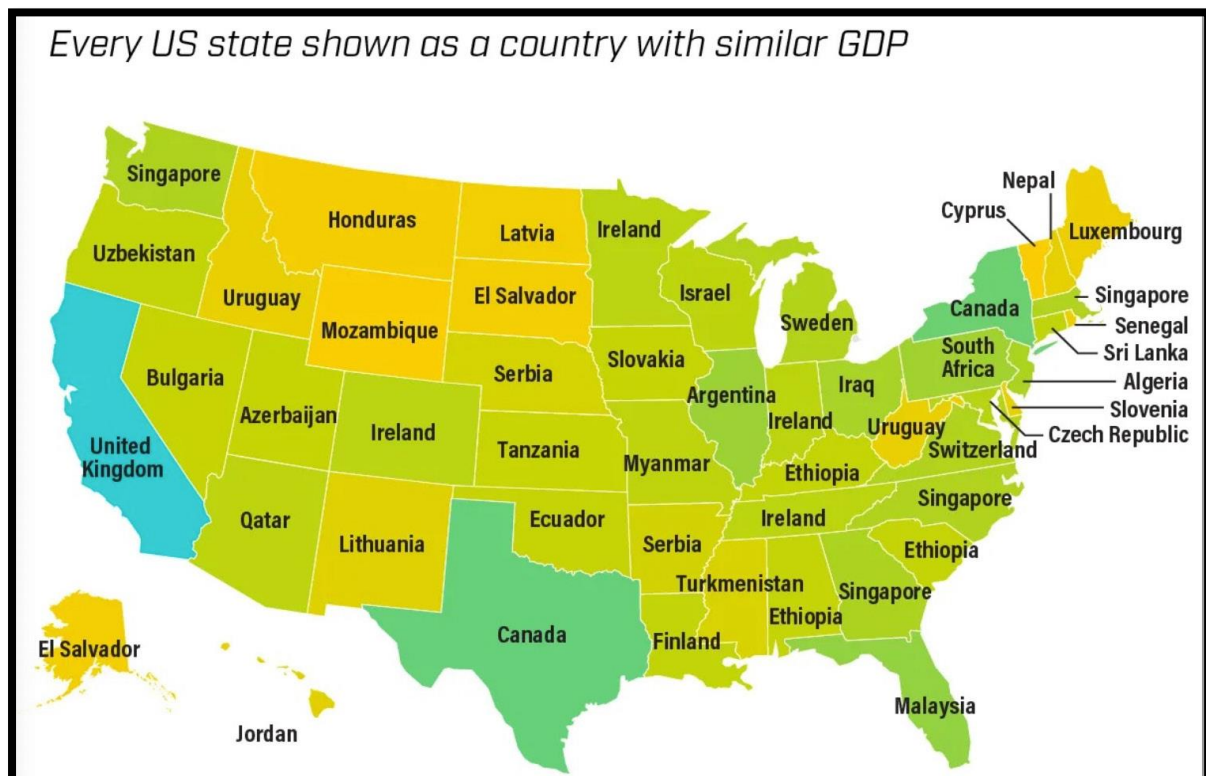 Every US state shown as a country with similar GDP
Singapore
Honduras
Latvia
Ireland
Nepal
Cyprus
Luxembourg
Uzbekistan
Uruguay
El Salvador
Israel
Canada
Singapore
Mozambique
Sweden
Senegal
South
Africa
Sri Lanka
Bulgaria
Serbia
Slovakia
Argentina
Iraq
Algeria
Azerbaijan
Ireland
Ireland
Uruguay
Slovenia
Czech Republic
United
Kingdom
Tanzania
Myanmar
Ethiopia
Switzerland
Qatar
Lithuania
Ecuador
Ireland
Singapore
Serbia
Ethiopia
Turkmenistan
Singapore
El Salvador
Canada
Finland
Ethiopia
Malaysia
Jordan